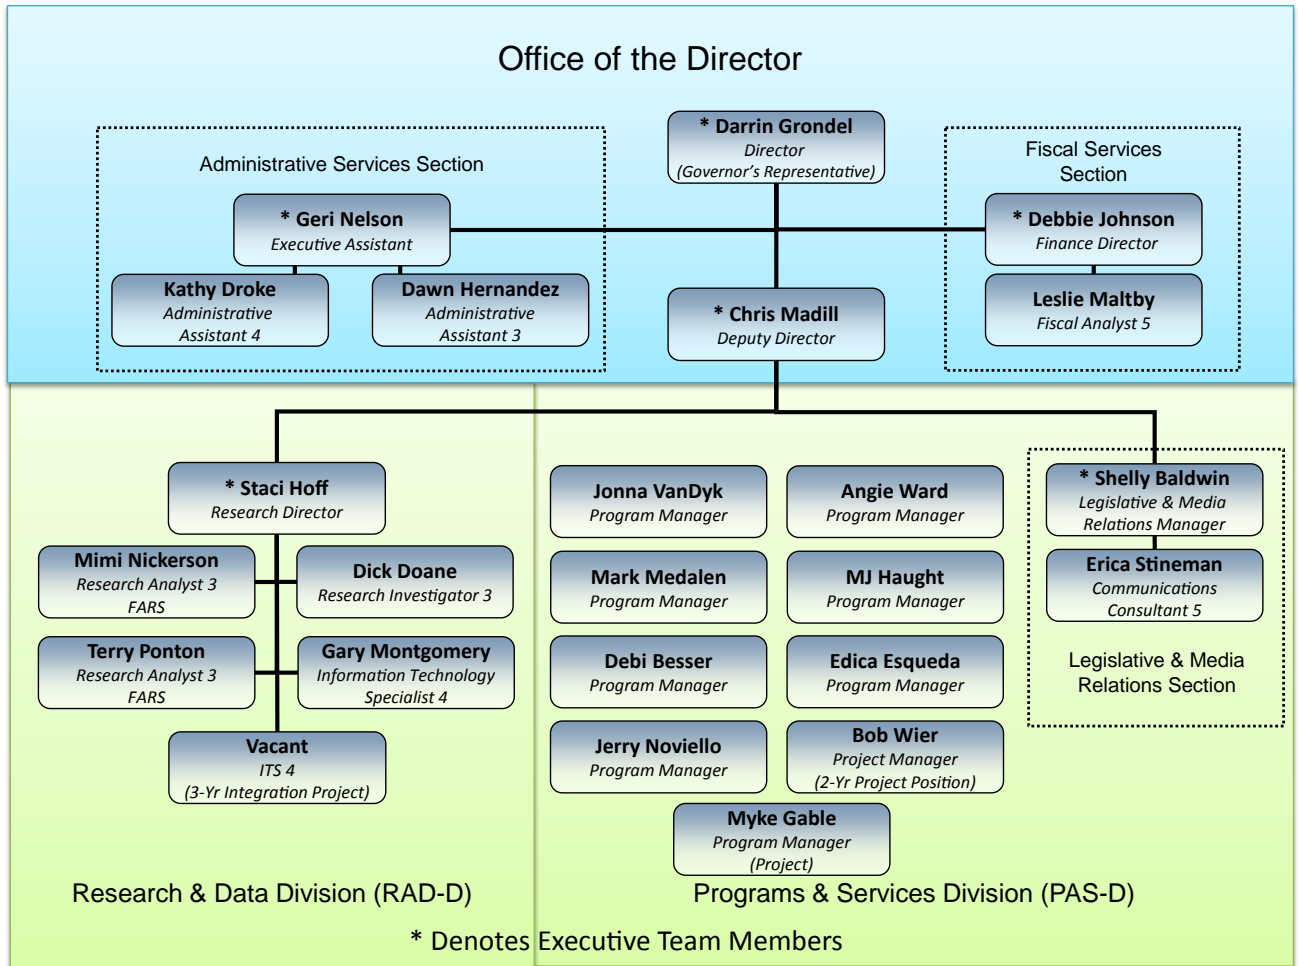 Office of the Director
* Darrin Grondel
Director
(Governor's Representative)
Administrative Services Section
* Geri Nelson
Executive Assistant
Kathy Droke
Administrative
Assistant 4
Dawn Hernandez
Administrative
Assistant 3
Fiscal Services
Section
* Debbie Johnson
Finance Director
Leslie Maltby
Fiscal Analyst 5
* Chris Madill
Deputy Director
* Staci Hoff
Research Director
Mimi Nickerson
Research Analyst 3
FARS
Dick Doane
Research Investigator 3
Terry Ponton
Research Analyst 3
FARS
Gary Montgomery
Information Technology
Specialist 4
Vacant
ITS 4
(3-Yr Integration Project)
Research & Data Division (RAD-D)
Jonna VanDyk
Program Manager
Angie Ward
Program Manager
Mark Medalen
Program Manager
MJ Haught
Program Manager
Debi Besser
Program Manager
Edica Esqueda
Program Manager
Jerry Noviello
Program Manager
Bob Wier
Project Manager
(2-Yr Project Position)
Myke Gable
Program Manager
(Project)
* Shelly Baldwin
Legislative & Media
Relations Manager
Erica Stineman
Communications
Consultant 5
Legislative & Media
Relations Section
Programs & Services Division (PAS-D)
* Denotes Executive Team Members